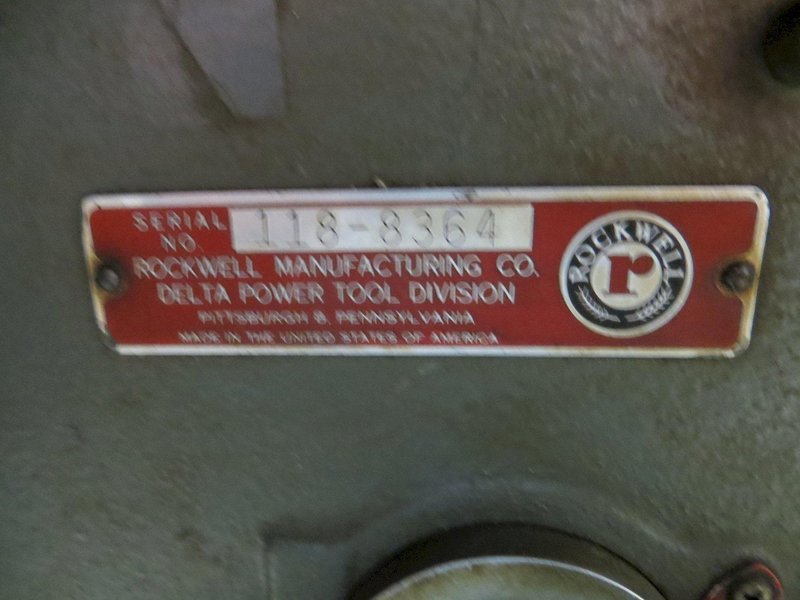 SERIAL NO. 118-8364
ROCKWELL MANUFACTURING CO.
DELTA POWER TOOL DIVISION
PITTSBURGH 8, PENNSYLVANIA
MADE IN THE UNITED STATES OF AMERICA
ROCKWELL
r